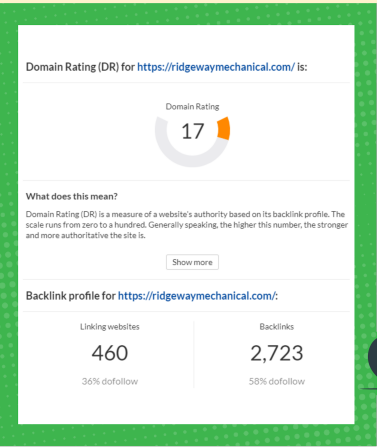 Domain Rating (DR) for https://ridgewaymechanical.com/ is:
Domain Rating
17
What does this mean?
Domain Rating (DR) is a measure of a website's authority based on its backlink profile. The
scale runs from zero to a hundred. Generally speaking, the higher this number, the stronger
and more authoritative the site is.
Show more
Backlink profile for https://ridgewaymechanical.com/:
Linking websites
Backlinks
460
2,723
36% dofollow
58% dofollow